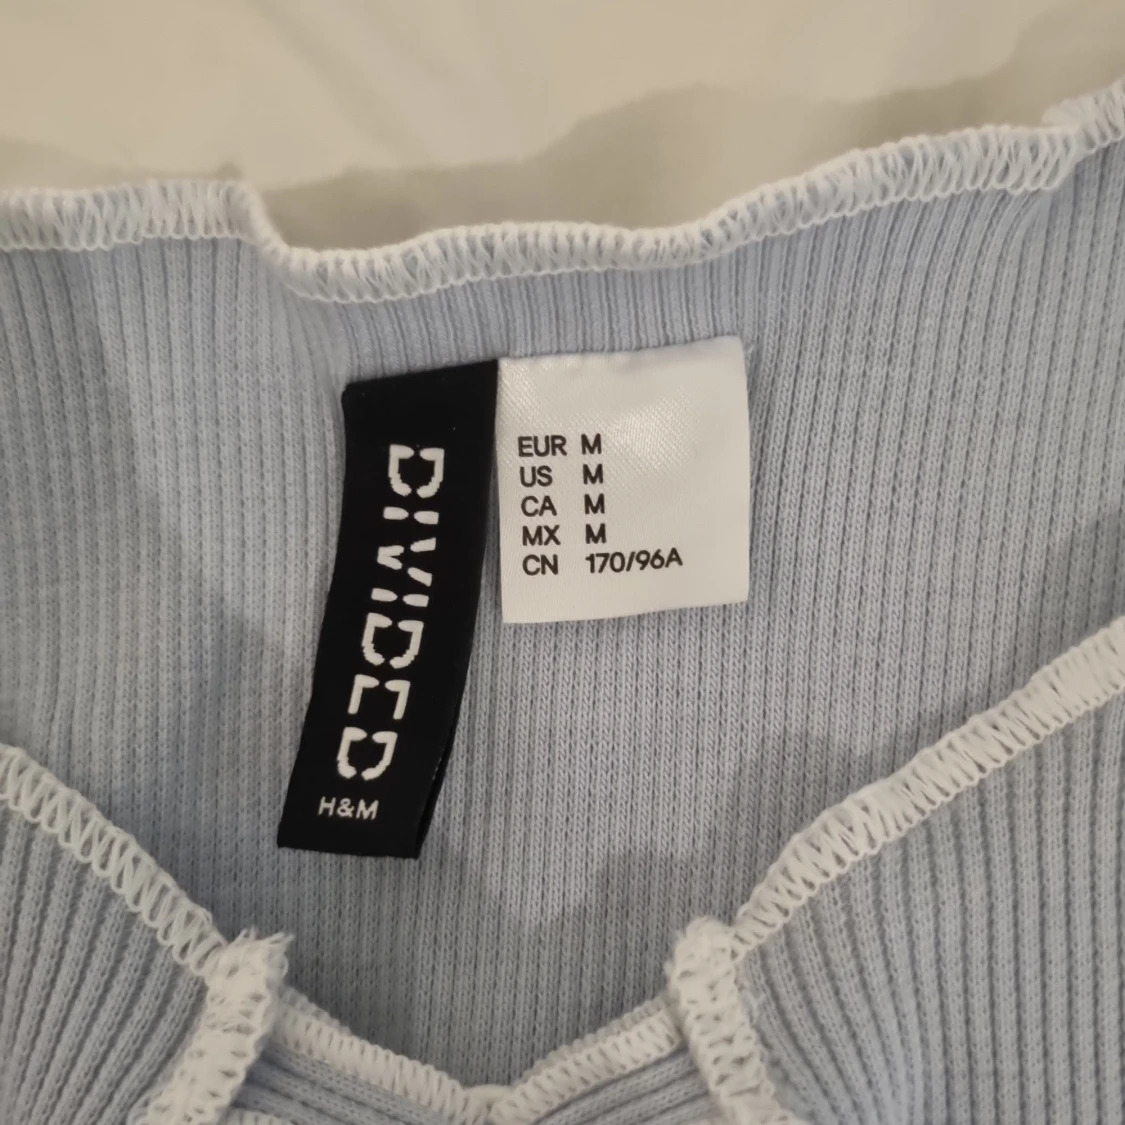 DIVIDED
H&M
EUR M
US M
CA M
MX M
CN 170/96A